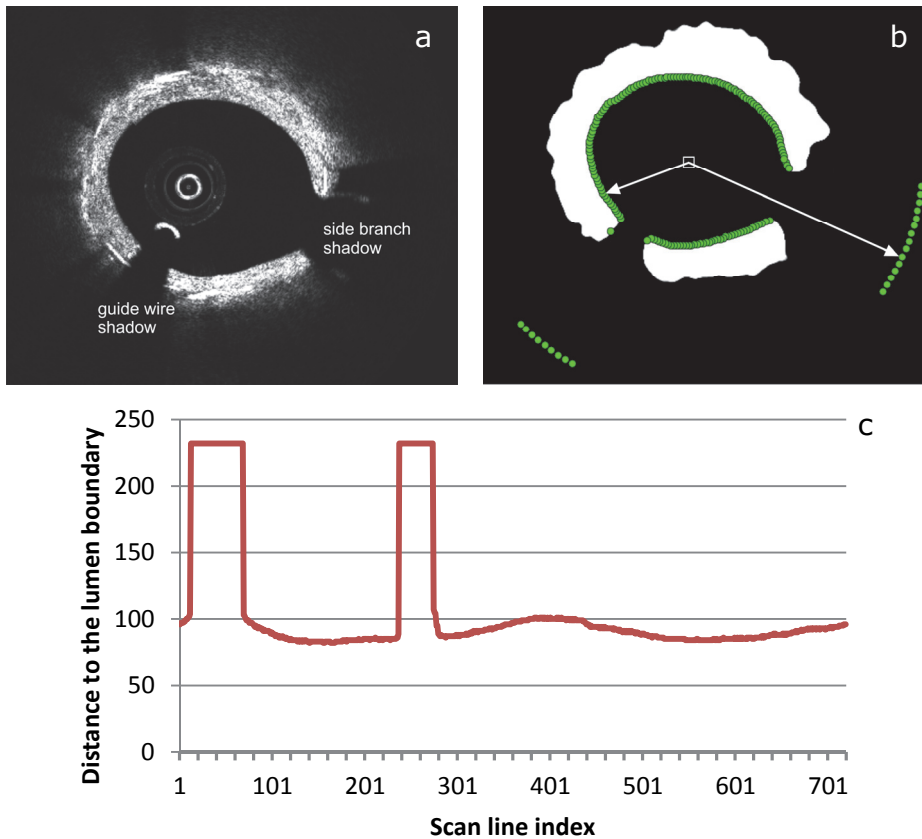 a
side branch
shadow
guide wire
shadow
b
c
Distance to the lumen boundary
250
200
150
100
50
0
1 101 201 301 401 501 601 701
Scan line index